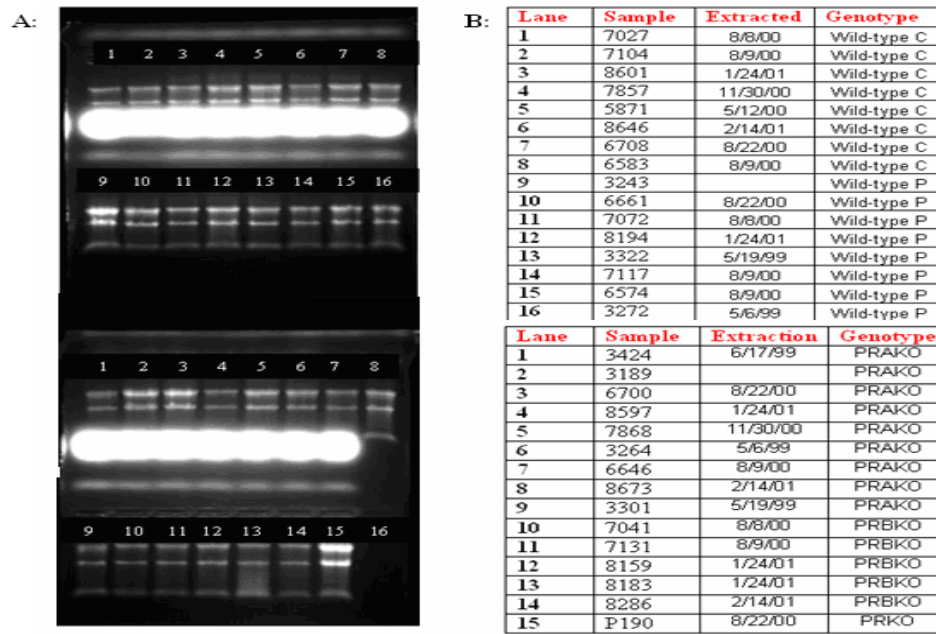 A:
1 2 3 4 5 6 7 8
9 10 11 12 13 14 15 16
1 2 3 4 5 6 7 8
9 10 11 12 13 14 15 16
B:
Lane Sample Extracted Genotype
1 7027 8/8/00 Wild-type C
2 7104 8/9/00 Wild-type C
3 8601 1/24/01 Wild-type C
4 7857 11/30/00 Wild-type C
5 5871 5/12/00 Wild-type C
6 8646 2/14/01 Wild-type C
7 6708 8/22/00 Wild-type C
8 6583 8/9/00 Wild-type C
9 3243 Wild-type P
10 6661 8/22/00 Wild-type P
11 7072 8/8/00 Wild-type P
12 8194 1/24/01 Wild-type P
13 3322 5/19/99 Wild-type P
14 7117 8/9/00 Wild-type P
15 6574 8/9/00 Wild-type P
16 3272 5/6/99 Wild-type P
Lane Sample Extraction Genotype
1 3424 6/17/99 PRAKO
2 3189 PRAKO
3 6700 8/22/00 PRAKO
4 8597 1/24/01 PRAKO
5 7868 11/30/00 PRAKO
6 3264 5/6/99 PRAKO
7 6646 8/9/00 PRAKO
8 8673 2/14/01 PRAKO
9 3301 5/19/99 PRAKO
10 7041 8/8/00 PRBKO
11 7131 8/9/00 PRBKO
12 8159 1/24/01 PRBKO
13 8183 1/24/01 PRBKO
14 8286 2/14/01 PRBKO
15 P190 8/22/00 PRKO